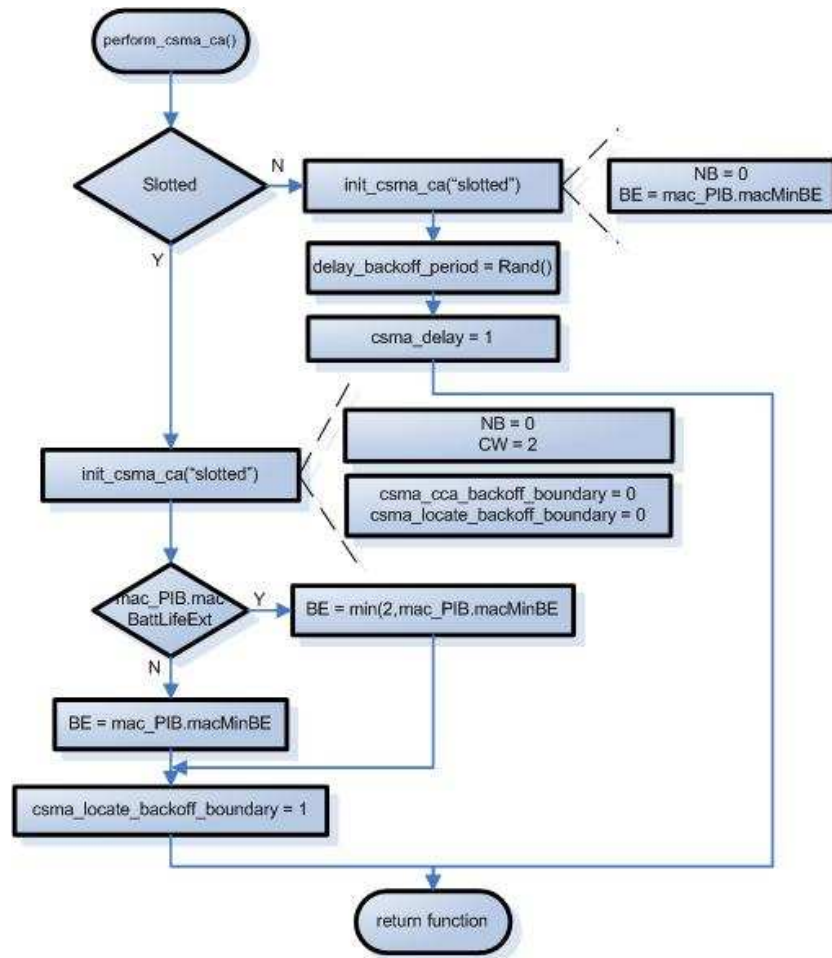 perform_csma_ca()
Slotted
N
Y
init_csma_ca("slotted")
NB = 0
BE = mac_PIB.macMinBE
delay_backoff_period = Rand()
csma_delay = 1
init_csma_ca("slotted")
NB = 0
CW = 2
csma_cca_backoff_boundary = 0
csma_locate_backoff_boundary = 0
mac_PIB.mac
BattLifeExt
Y
N
BE = min(2,mac_PIB.macMinBE
BE = mac_PIB.macMinBE
csma_locate_backoff_boundary = 1
return function